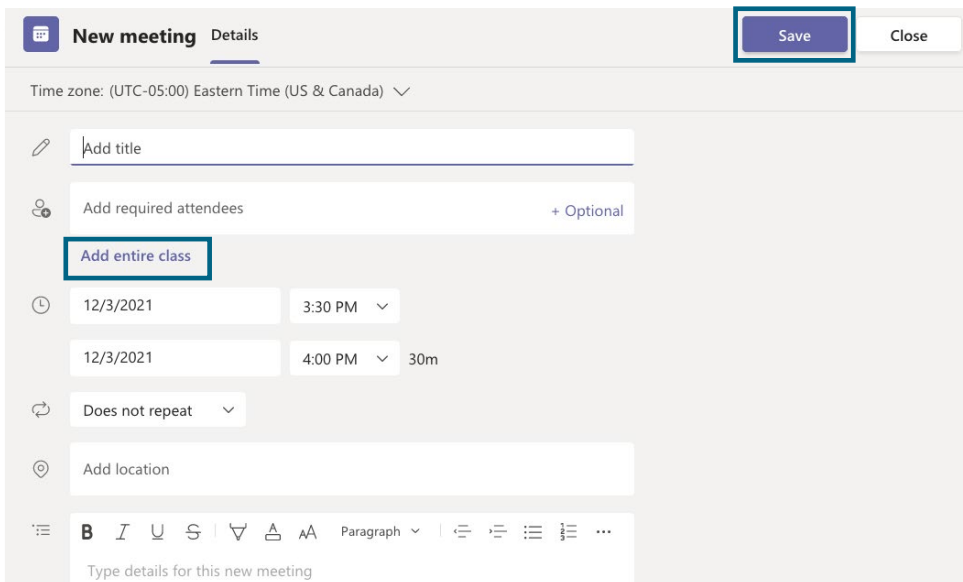 New meeting Details Save Close
Time zone: (UTC-05:00) Eastern Time (US & Canada)
Add title
Add required attendees + Optional
Add entire class
12/3/2021 3:30 PM
12/3/2021 4:00 PM 30m
Does not repeat
Add location
B I U S A AA Paragraph
Type details for this new meeting